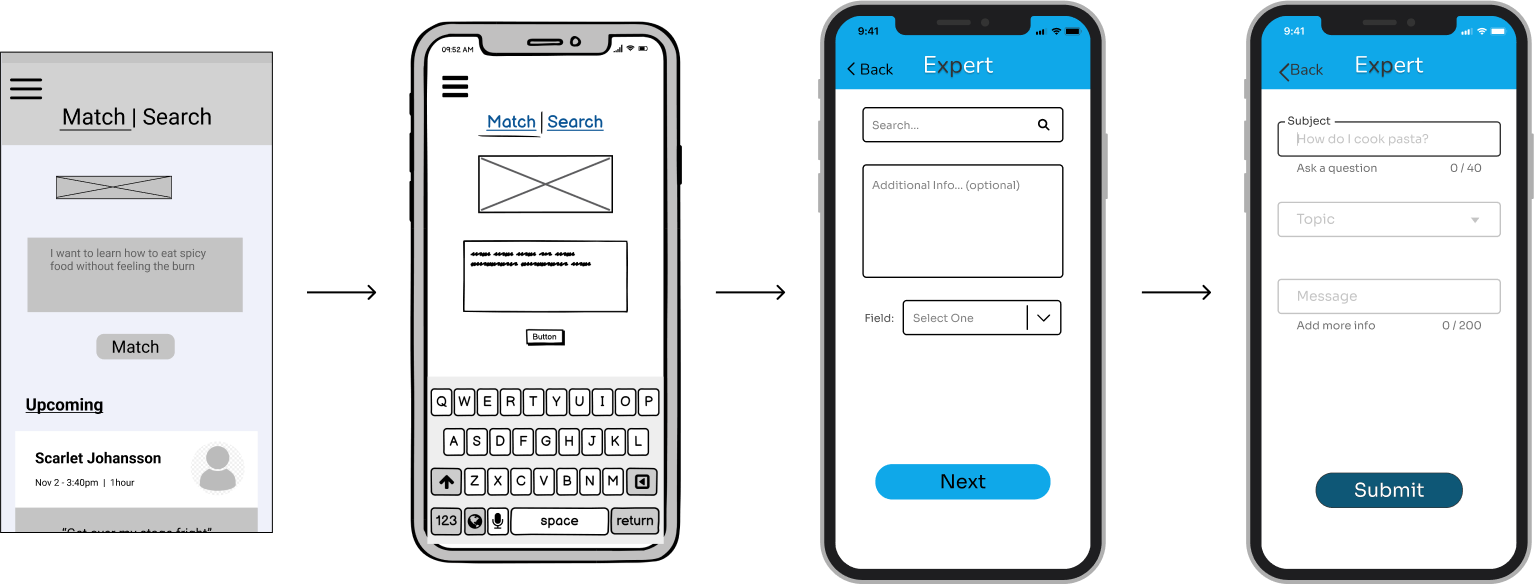 Match | Search
I want to learn how to eat spicy
food without feeling the burn
Match
Upcoming
Scarlet Johansson
Nov 2 - 3:40pm | 1hour
"Get over my stage fright"
09:52 AM
Match | Search
Button
Q W E R T Y U I O P
A S D F G H J K L
Z X C V B N M
123 space return
9:41
Back Expert
Search...
Additional Info... (optional)
Field: Select One
Next
9:41
Back Expert
Subject
How do I cook pasta?
Ask a question 0 / 40
Topic
Message
Add more info 0 / 200
Submit